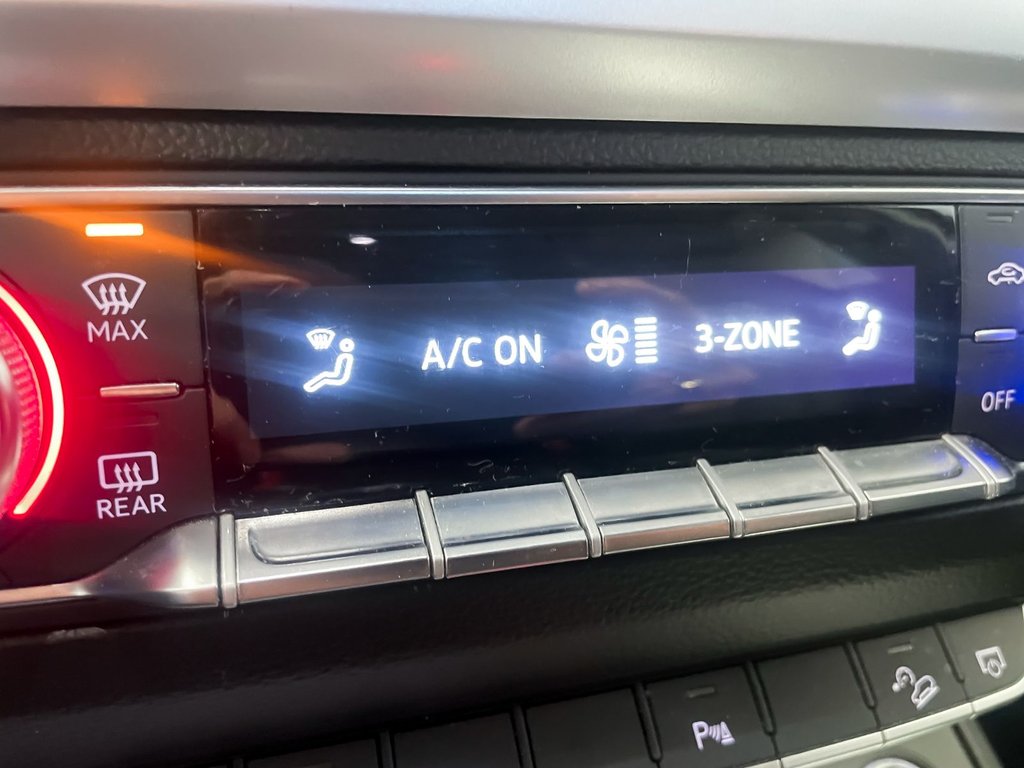 MAX
A/C ON
3-ZONE
OFF
REAR
P